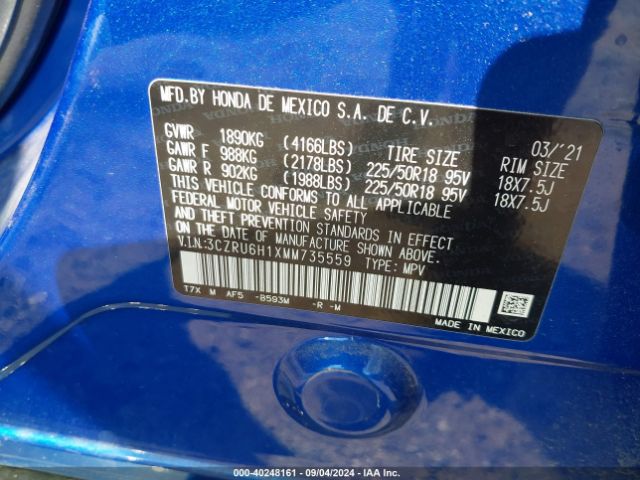 MFD.BY HONDA DE MEXICO S.A. DE C.V.
03/'21
GVWR 1890KG (4166LBS) TIRE SIZE RIM SIZE
GAWR F 988KG (2178LBS) 225/50R18 95V 18X7.5J
GAWR R 902KG (1988LBS) 225/50R18 95V 18X7.5J
THIS VEHICLE CONFORMS TO ALL APPLICABLE
FEDERAL MOTOR VEHICLE SAFETY
AND THEFT PREVENTION STANDARDS IN EFFECT
ON THE DATE OF MANUFACTURE SHOWN ABOVE.
V.I.N:3CZRU6H1XMM735559 TYPE: MPV
T7X M AF5 -B593M -R -M
MADE IN MEXICO
000-40248161 - 09/04/2024 - IAA Inc.